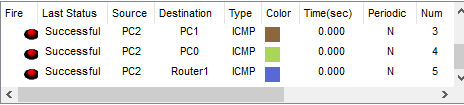 Fire Last Status Source Destination Type Color Time(sec) Periodic Num
Successful PC2 PC1 ICMP 0.000 N 3
Successful PC2 PC0 ICMP 0.000 N 4
Successful PC2 Router1 ICMP 0.000 N 5